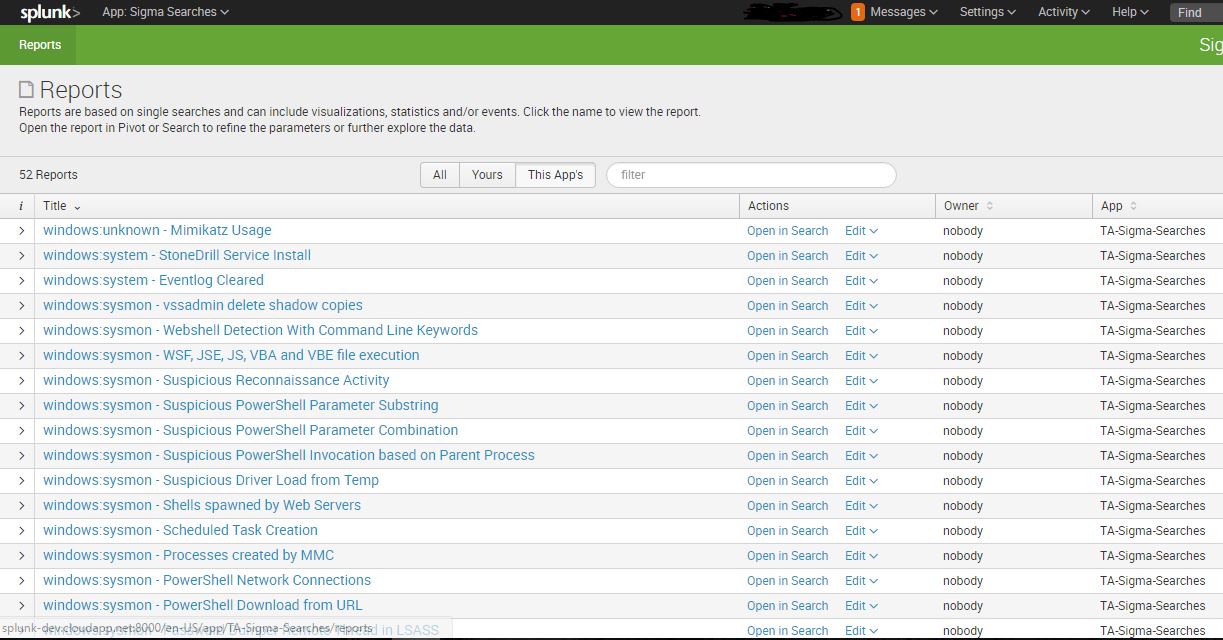 splunk> App: Sigma Searches 1 Messages Settings Activity Help Find
Reports Sig
Reports
Reports are based on single searches and can include visualizations, statistics and/or events. Click the name to view the report.
Open the report in Pivot or Search to refine the parameters or further explore the data.
52 Reports All Yours This App's filter
i Title Actions Owner App
windows:unknown - Mimikatz Usage Open in Search Edit nobody TA-Sigma-Searches
windows:system - StoneDrill Service Install Open in Search Edit nobody TA-Sigma-Searches
windows:system - Eventlog Cleared Open in Search Edit nobody TA-Sigma-Searches
windows:sysmon - vssadmin delete shadow copies Open in Search Edit nobody TA-Sigma-Searches
windows:sysmon - Webshell Detection With Command Line Keywords Open in Search Edit nobody TA-Sigma-Searches
windows:sysmon - WSF, JSE, JS, VBA and VBE file execution Open in Search Edit nobody TA-Sigma-Searches
windows:sysmon - Suspicious Reconnaissance Activity Open in Search Edit nobody TA-Sigma-Searches
windows:sysmon - Suspicious PowerShell Parameter Substring Open in Search Edit nobody TA-Sigma-Searches
windows:sysmon - Suspicious PowerShell Parameter Combination Open in Search Edit nobody TA-Sigma-Searches
windows:sysmon - Suspicious PowerShell Invocation based on Parent Process Open in Search Edit nobody TA-Sigma-Searches
windows:sysmon - Suspicious Driver Load from Temp Open in Search Edit nobody TA-Sigma-Searches
windows:sysmon - Shells spawned by Web Servers Open in Search Edit nobody TA-Sigma-Searches
windows:sysmon - Scheduled Task Creation Open in Search Edit nobody TA-Sigma-Searches
windows:sysmon - Processes created by MMC Open in Search Edit nobody TA-Sigma-Searches
windows:sysmon - PowerShell Network Connections Open in Search Edit nobody TA-Sigma-Searches
windows:sysmon - PowerShell Download from URL Open in Search Edit nobody TA-Sigma-Searches
splunk-dev.cloudapp.net:8000/en-US/app/TA-Sigma-Searches/reports
windows:sysmon - Password Dumper Remote Thread in LSASS Open in Search Edit nobody TA-Sigma-Searches